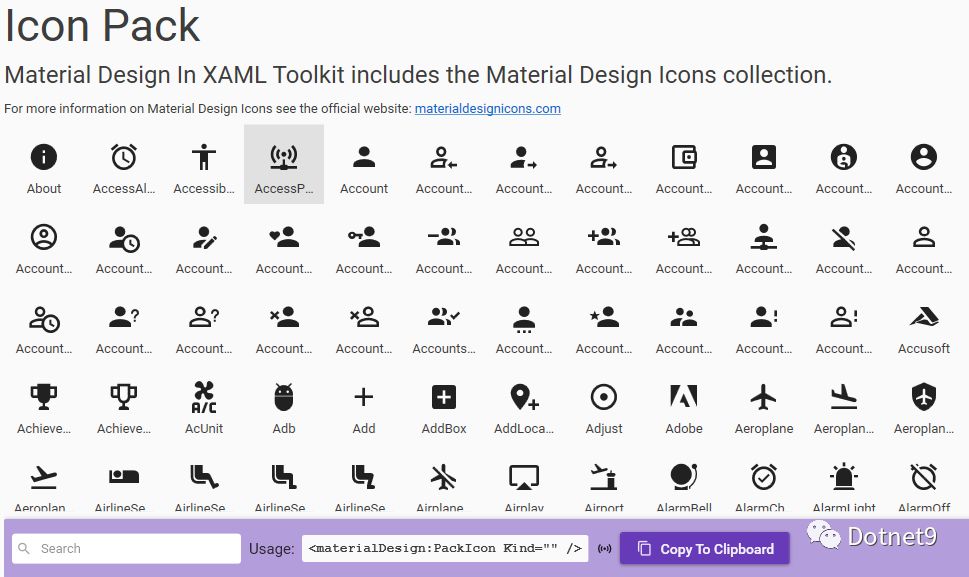 Icon Pack
Material Design In XAML Toolkit includes the Material Design Icons collection.
For more information on Material Design Icons see the official website: materialdesignicons.com
About AccessAl... Accessib... AccessP... Account Account... Account... Account... Account... Account... Account... Account...
Account... Account... Account... Account... Account... Account... Account... Account... Account... Account... Account... Account...
Account... Account... Account... Account... Account... Accounts... Account... Account... Account... Account... Account... Accusoft
A/C
Achieve... Achieve... AcUnit Adb Add AddBox AddLoca... Adjust Adobe Aeroplane Aeroplan... Aeroplan...
Aeroplan... AirlineSe... AirlineSe... AirlineSe... AirlineSe... Airplane... Airplay Airport AlarmBell AlarmCh... AlarmLight AlarmOff
Search Usage: <materialDesign:PackIcon Kind="" /> Copy To Clipboard Dotnet9